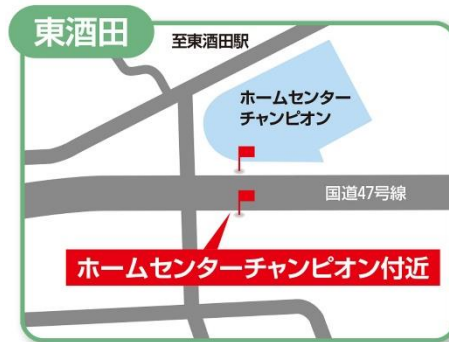 東酒田
至東酒田駅
ホームセンター
チャンピオン
国道47号線
ホームセンターチャンピオン付近